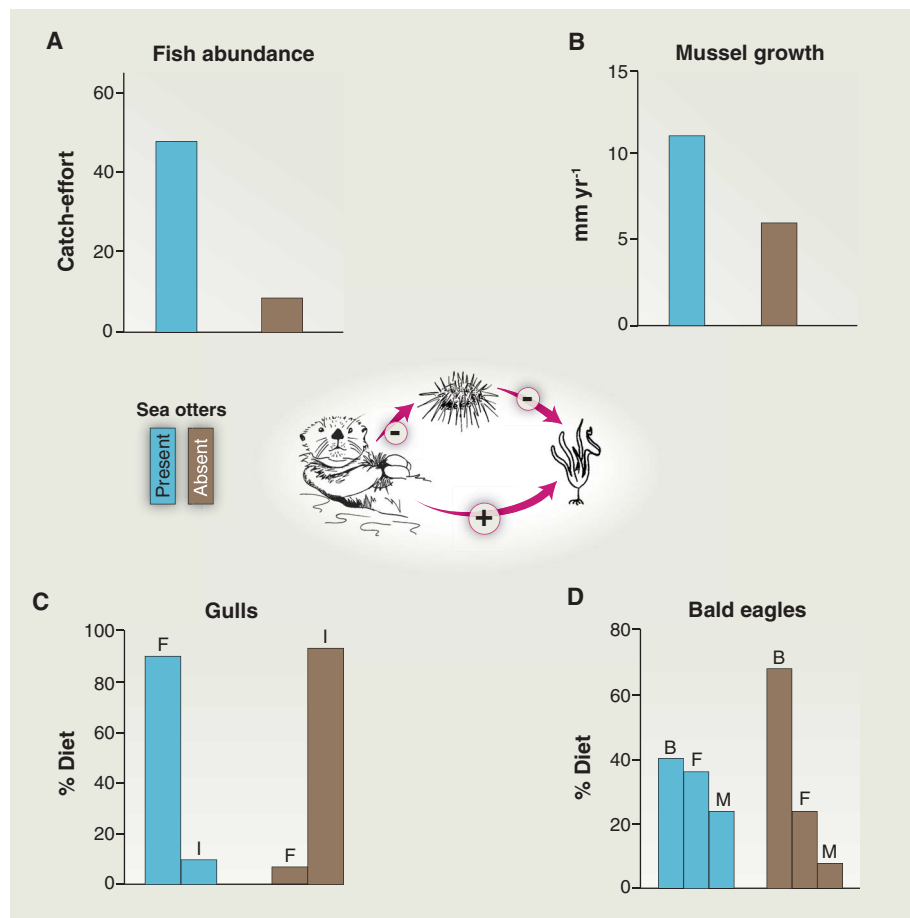 A
Fish abundance
Catch-effort
60
40
20
0
B
Mussel growth
mm yr⁻¹
15
10
5
0
Sea otters
Present
Absent
-
-
+
C
Gulls
% Diet
100
80
60
40
20
0
F
I
F
I
D
Bald eagles
% Diet
80
60
40
20
0
B
F
M
B
F
M